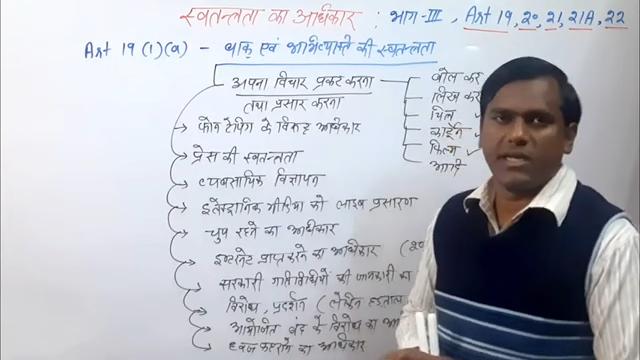 स्वतन्त्रता का अधिकार : भाग-III, Art 19, 20, 21, 21A, 22
Art 19 (1) (a) - वाक् एवं अभिव्यक्ति की स्वतन्त्रता
अपना विचार प्रकट करना
तथा प्रसार करना
बोल कर
लिख कर
चित्र
कार्टून
फिल्म
आदि
फोन टेपिंग के विरूद्ध अधिकार
प्रेस की स्वतन्त्रता
व्यवसायिक विज्ञापन
इलेक्ट्रानिक मीडिया को लाइव प्रसारण
चुप रहने का अधिकार
इन्टरनेट प्राप्त करने का अधिकार (20
सरकारी गतिविधियों की जानकारी का
विरोध, प्रदर्शन (लेकिन हड़ताल
आयोजित बंद के विरोध का
ध्वज फहराने का अधिकार